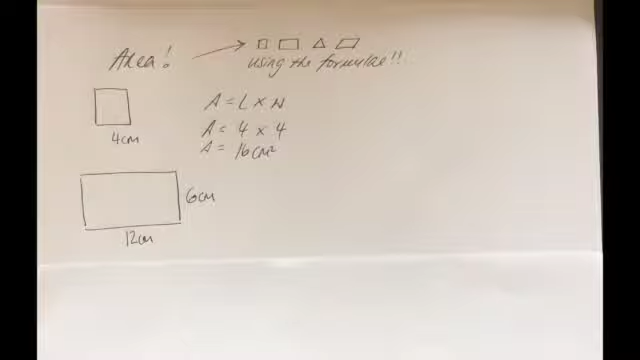 Area!
using the formulae!!
A = L x W
4cm
A = 4 x 4
A = 16cm²
6cm
12cm